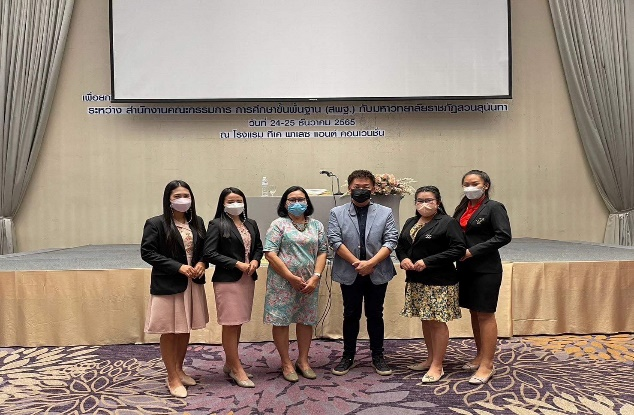 เพื่อยก
ระหว่าง สำนักงานคณะกรรมการ การศึกษาขั้นพื้นฐาน (สพฐ.) กับมหาวิทยาลัยราชภัฏสวนสุนันทา
วันที่ 24-25 ธันวาคม 2565
ณ โรงแรม ทีเค พาเลซ แอนด์ คอนเวนชัน